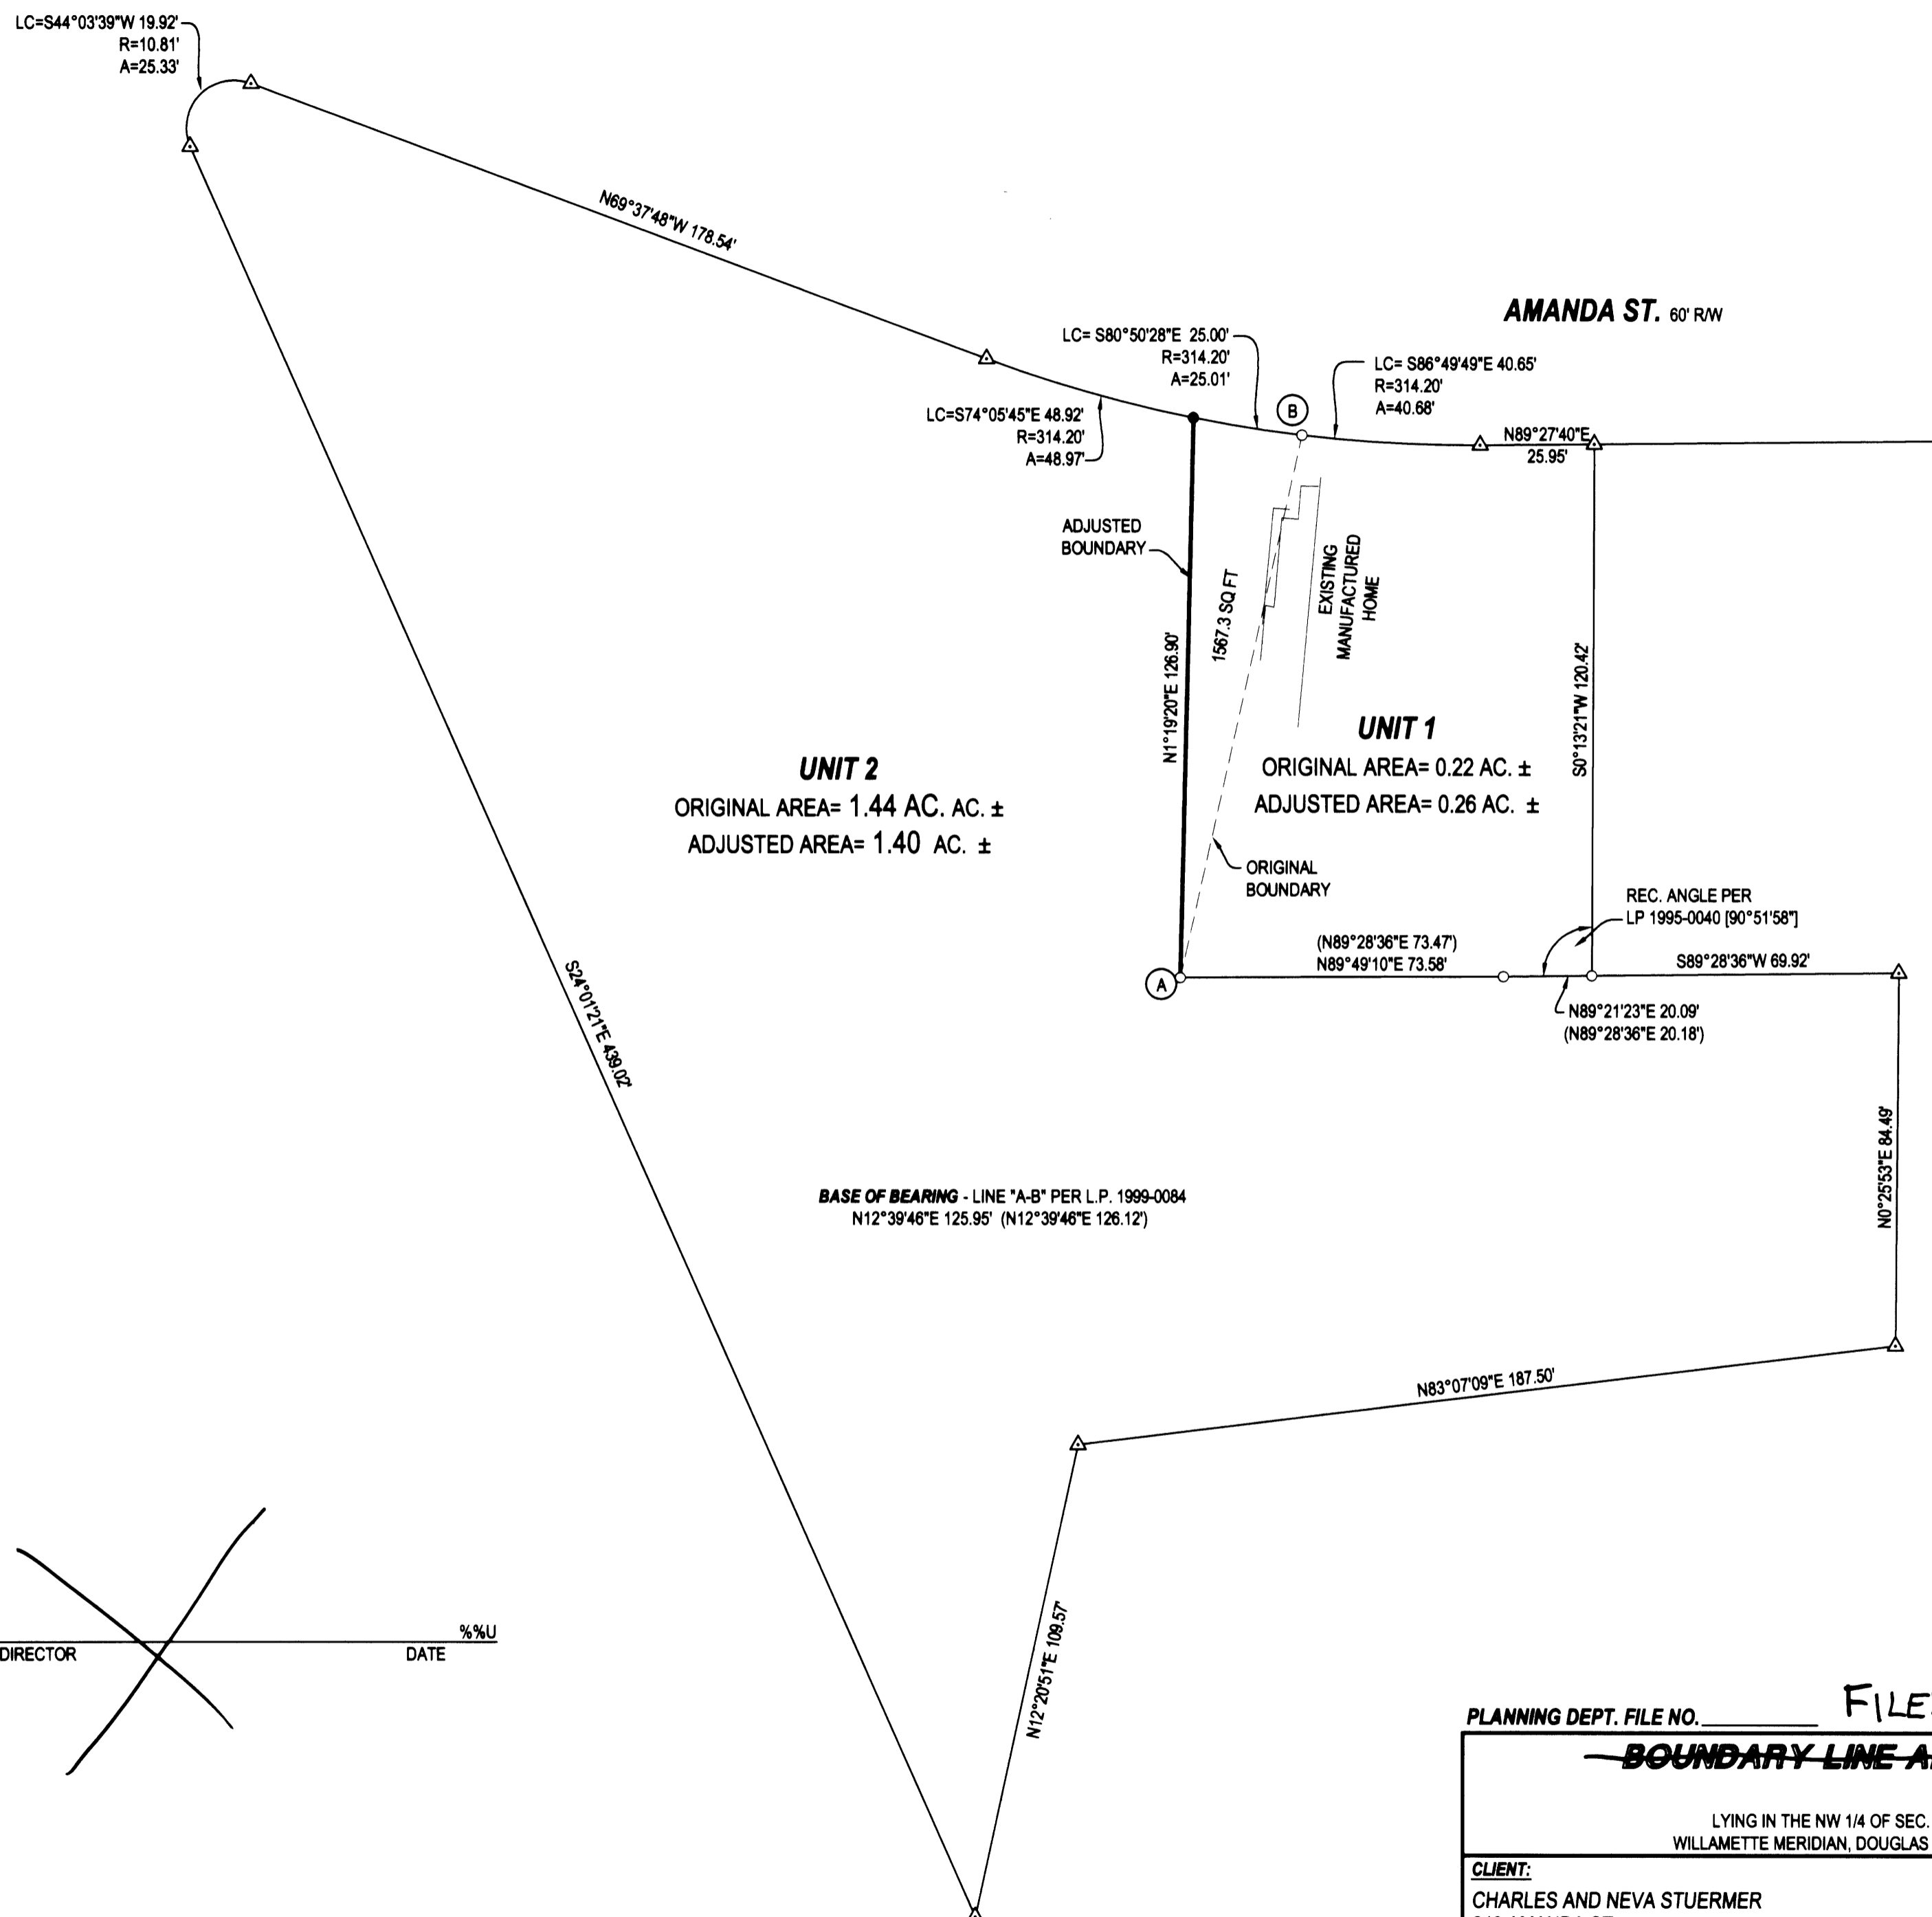 LC=S44°03'39"W 19.92'
R=10.81'
A=25.33'
N69°37'48"W 178.54'
AMANDA ST. 60' R/W
LC= S80°50'28"E 25.00'
R=314.20'
A=25.01'
LC= S86°49'49"E 40.65'
R=314.20'
A=40.68'
B
LC=S74°05'45"E 48.92'
R=314.20'
A=48.97'
N89°27'40"E
25.95'
ADJUSTED
BOUNDARY
1567.3 SQ FT
EXISTING
MANUFACTURED
HOME
N1°19'20"E 126.90'
S0°13'21"W 120.42'
UNIT 1
ORIGINAL AREA= 0.22 AC. ±
ADJUSTED AREA= 0.26 AC. ±
UNIT 2
ORIGINAL AREA= 1.44 AC. AC. ±
ADJUSTED AREA= 1.40 AC. ±
ORIGINAL
BOUNDARY
REC. ANGLE PER
LP 1995-0040 [90°51'58"]
(N89°28'36"E 73.47')
N89°49'10"E 73.58'
S89°28'36"W 69.92'
A
N89°21'23"E 20.09'
(N89°28'36"E 20.18')
S24°01'21"E 439.02'
N0°25'53"E 84.49'
BASE OF BEARING - LINE "A-B" PER L.P. 1999-0084
N12°39'46"E 125.95' (N12°39'46"E 126.12')
N83°07'09"E 187.50'
N12°20'51"E 109.57'
%%U
DIRECTOR DATE
PLANNING DEPT. FILE NO. FILE
BOUNDARY LINE A
LYING IN THE NW 1/4 OF SEC.
WILLAMETTE MERIDIAN, DOUGLAS
CLIENT:
CHARLES AND NEVA STUERMER